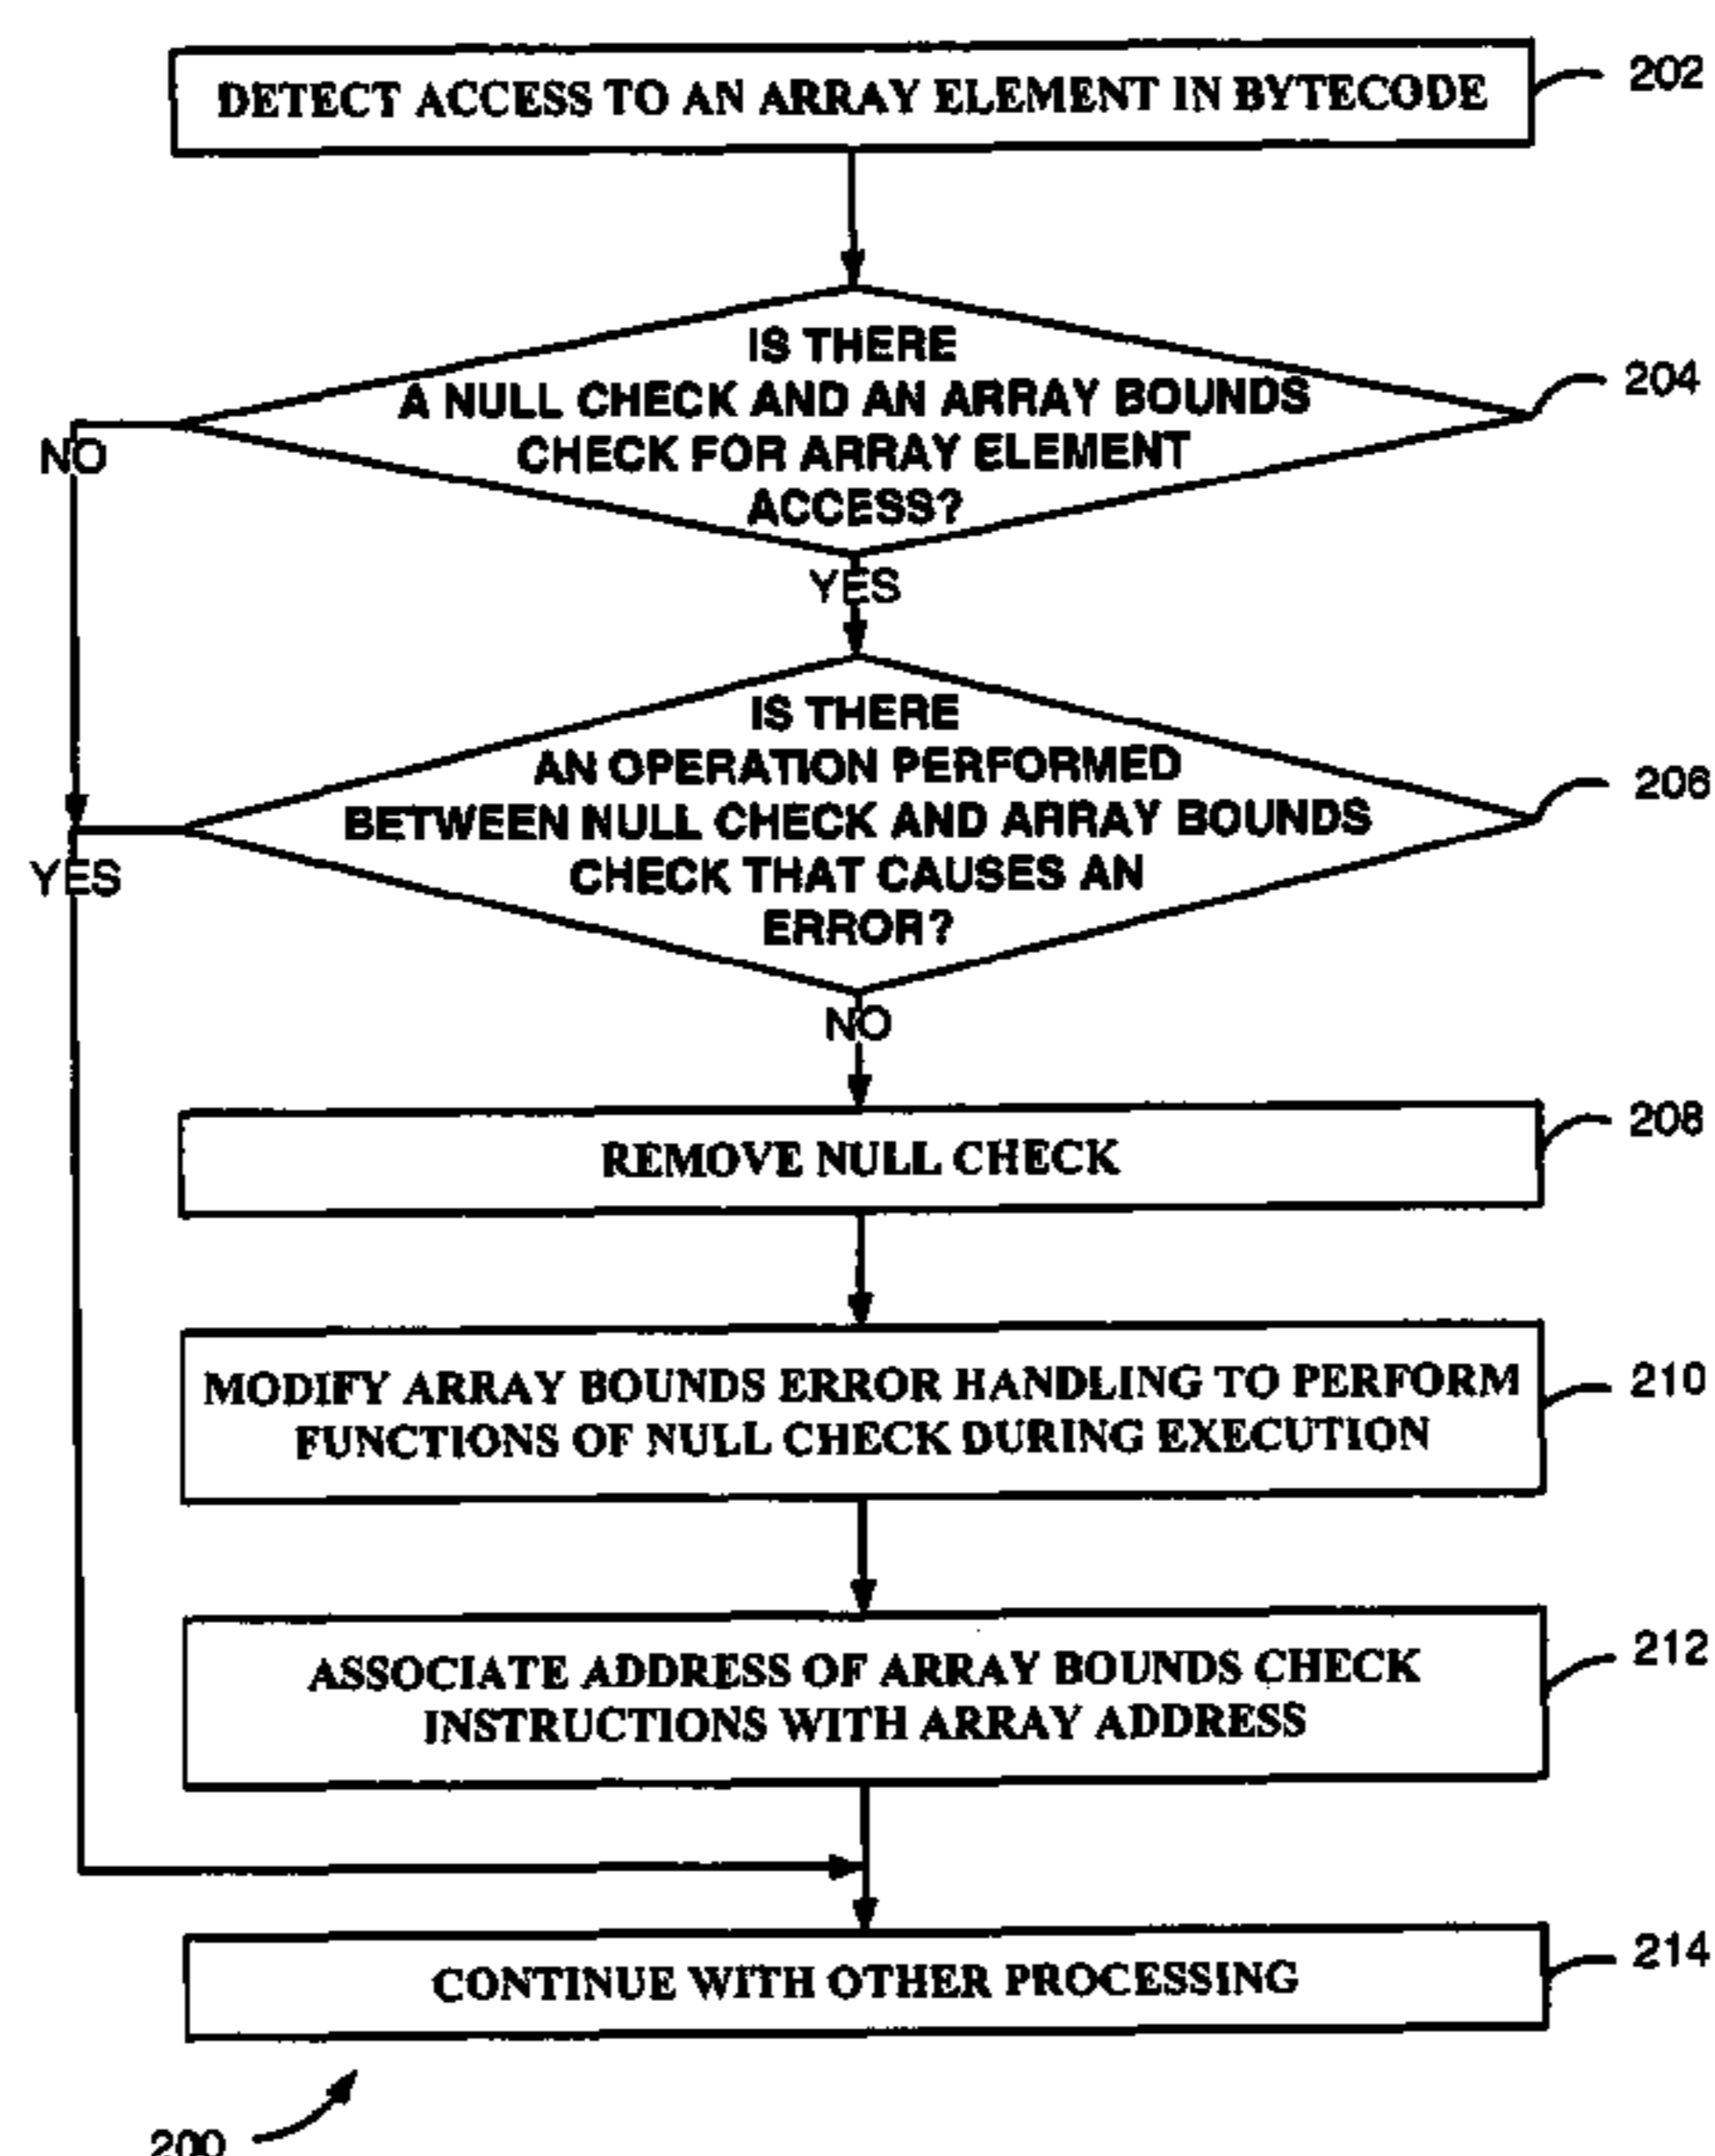 DETECT ACCESS TO AN ARRAY ELEMENT IN BYTECODE
202
IS THERE
A NULL CHECK AND AN ARRAY BOUNDS
CHECK FOR ARRAY ELEMENT
ACCESS?
204
NO
YES
IS THERE
AN OPERATION PERFORMED
BETWEEN NULL CHECK AND ARRAY BOUNDS
CHECK THAT CAUSES AN
ERROR?
206
YES
NO
REMOVE NULL CHECK
208
MODIFY ARRAY BOUNDS ERROR HANDLING TO PERFORM
FUNCTIONS OF NULL CHECK DURING EXECUTION
210
ASSOCIATE ADDRESS OF ARRAY BOUNDS CHECK
INSTRUCTIONS WITH ARRAY ADDRESS
212
CONTINUE WITH OTHER PROCESSING
214
200